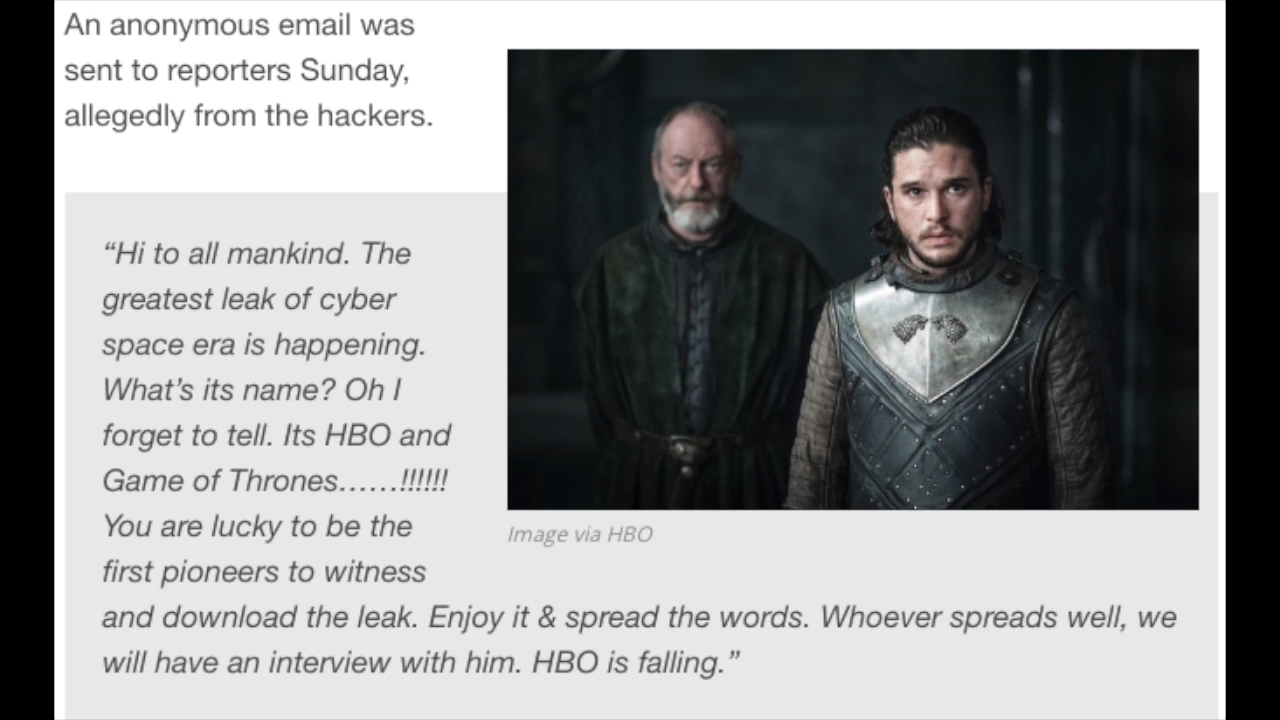 An anonymous email was
sent to reporters Sunday,
allegedly from the hackers.
“Hi to all mankind. The
greatest leak of cyber
space era is happening.
What’s its name? Oh I
forget to tell. Its HBO and
Game of Thrones……!!!!!!
You are lucky to be the
first pioneers to witness
and download the leak. Enjoy it & spread the words. Whoever spreads well, we
will have an interview with him. HBO is falling.”
Image via HBO